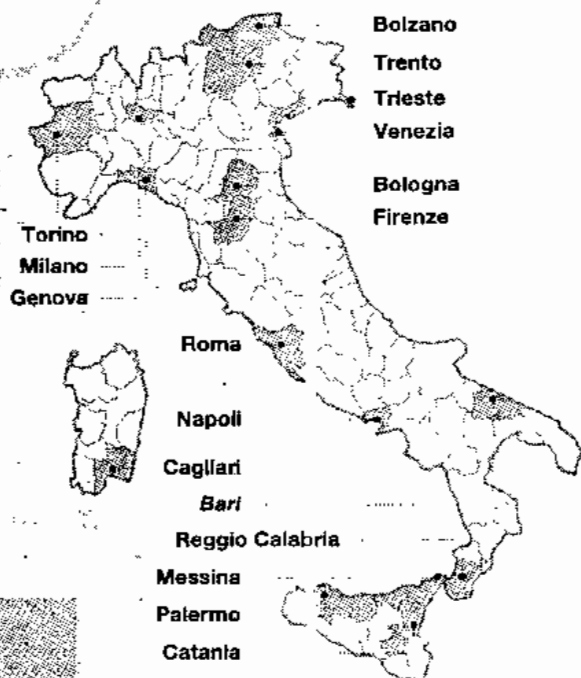 Bolzano
Trento
Trieste
Venezia
Bologna
Firenze
Torino
Milano
Genova
Roma
Napoli
Cagliari
Bari
Reggio Calabria
Messina
Palermo
Catania